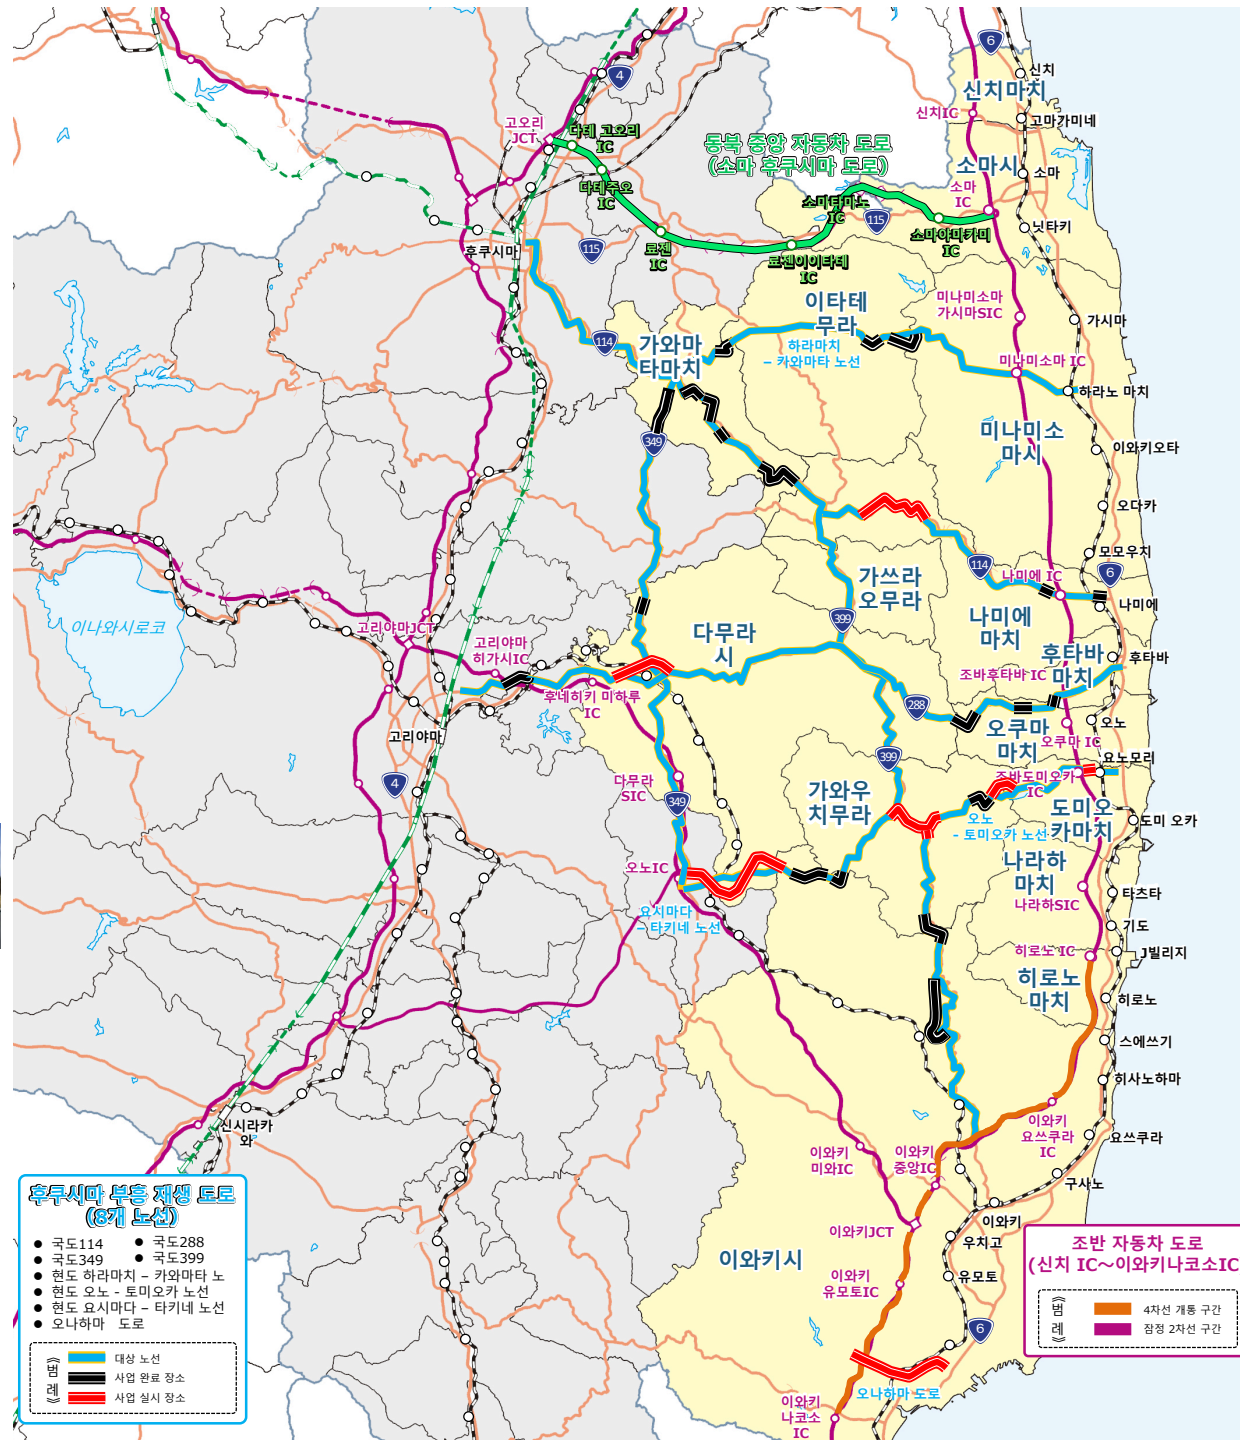 6
신치
신치마치
신치IC
고마가미네
4
고오리
JCT
다테 고오리
IC
동북 중앙 자동차 도로
(소마 후쿠시마 도로)
소마시
소마
소마
IC
다테주오
IC
소마타마노
IC
115
소마야마카미
IC
닛타키
후쿠시마
115
료젠
IC
료젠이이타테
IC
이타테
무라
미나미소마
가시마SIC
가시마
114
가와마
타마치
하라마치
– 카와마타 노선
미나미소마 IC
하라노 마치
349
미나미소
마시
이와키오타
오다카
모모우치
114
나미에 IC
6
나미에
가쓰라
오무라
399
나미에
마치
이나와시로코
고리야마JCT
고리야마
히가시IC
다무라
시
후타바
마치
후타바
조바후타바 IC
후네히키 미하루
IC
288
오노
오쿠마
마치
오쿠마 IC
고리야마
399
요노모리
조바도미오카
IC
4
다무라
SIC
349
가와우
치무라
도미오
카마치
도미 오카
오노
– 토미오카 노선
오노IC
나라하
마치
나라하SIC
타츠타
요시마다
– 타키네 노선
기도
히로노 IC
J빌리지
히로노
마치
히로노
스에쓰기
히사노하마
신시라카
와
이와키
요쓰쿠라
IC
요쓰쿠라
이와키
미와IC
이와키
중앙IC
구사노
이와키JCT
이와키
우치고
이와키시
이와키
유모토IC
유모토
6
오나하마 도로
이와키
나코소
IC
후쿠시마 부흥 재생 도로
(8개 노선)
● 국도114 ● 국도288
● 국도349 ● 국도399
● 현도 하라마치 – 카와마타 노
● 현도 오노 - 토미오카 노선
● 현도 요시마다 – 타키네 노선
● 오나하마 도로
《범례》
대상 노선
사업 완료 장소
사업 실시 장소
조반 자동차 도로
(신치 IC～이와키나코소IC
《범례》
4차선 개통 구간
잠정 2차선 구간